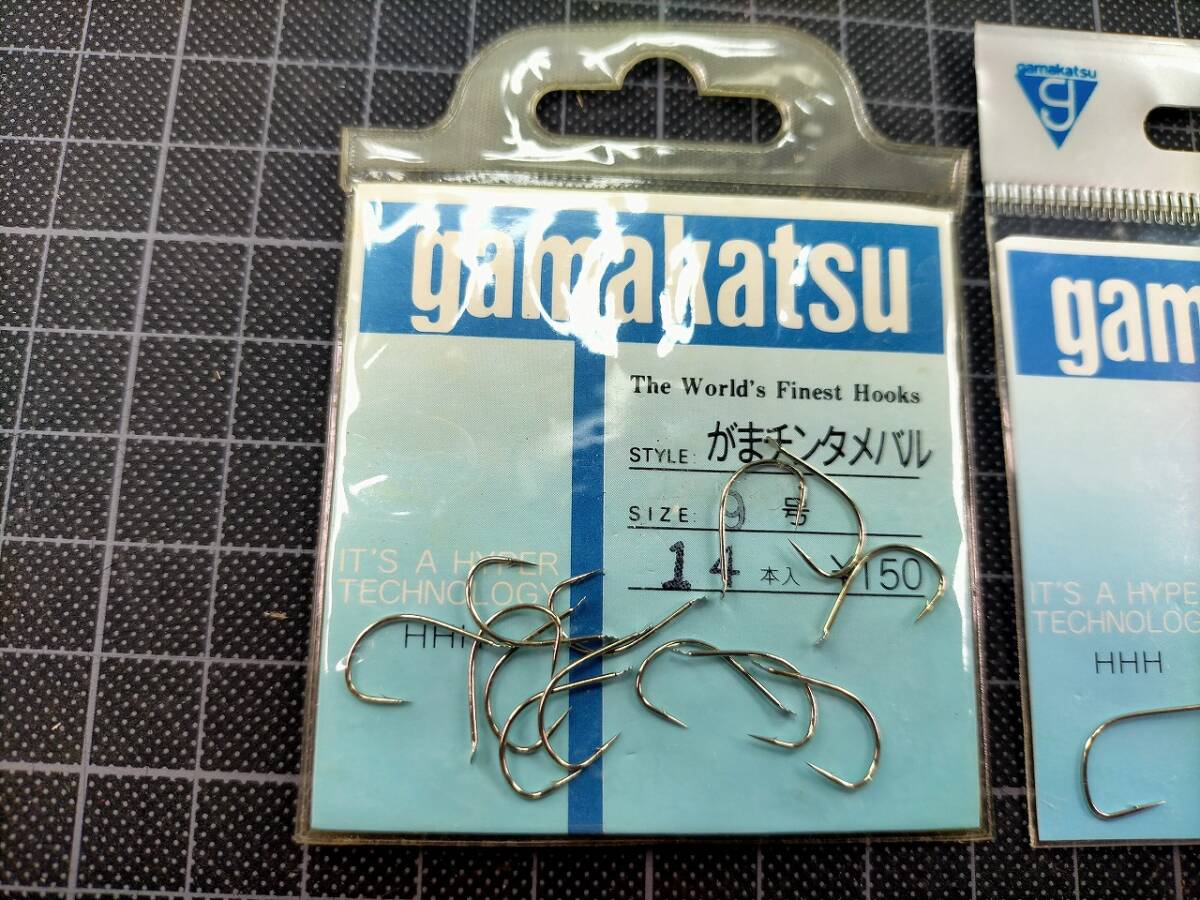 gamakatsu
The World's Finest Hooks
STYLE: がまチンタメバル
SIZE: 9 号
14 本入 ¥150
IT'S A HYPER
TECHNOLOGY
gamakatsu
g
gam
IT'S A HYPE
TECHNOLOG
HHH